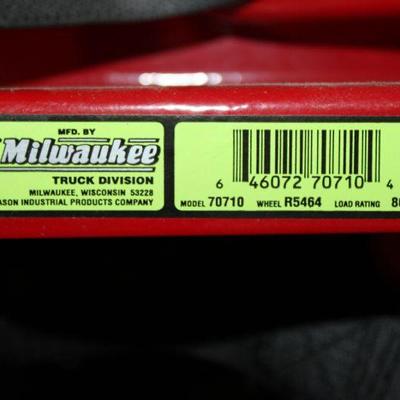 MFD. BY
Milwaukee
TRUCK DIVISION
MILWAUKEE, WISCONSIN 53228
INDUSTRIAL PRODUCTS COMPANY
6 46072 70710 4
MODEL 70710 WHEEL R5464 LOAD RATING